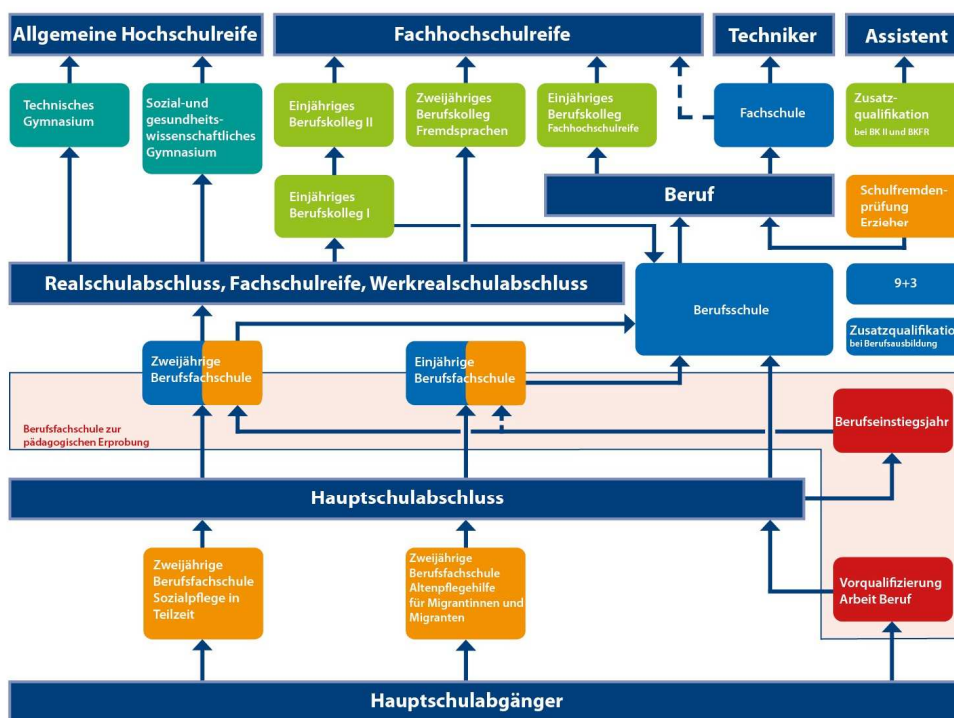 Allgemeine Hochschulreife
Fachhochschulreife
Techniker
Assistent
Technisches
Gymnasium
Sozial-und
gesundheits-
wissenschaftliches
Gymnasium
Einjähriges
Berufskolleg II
Zweijähriges
Berufskolleg
Fremdsprachen
Einjähriges
Berufskolleg
Fachhochschulreife
Fachschule
Zusatz-
qualifikation
bei BK II und BKFR
Einjähriges
Berufskolleg I
Beruf
Schulfremden-
prüfung
Erzieher
Realschulabschluss, Fachschulreife, Werkrealschulabschluss
Berufsschule
9+3
Zusatzqualifikation
bei Berufsausbildung
Zweijährige
Berufsfachschule
Einjährige
Berufsfachschule
Berufsfachschule zur
pädagogischen Erprobung
Berufseinstiegsjahr
Hauptschulabschluss
Zweijährige
Berufsfachschule
Sozialpflege in
Teilzeit
Zweijährige
Berufsfachschule
Altenpflegehilfe
für Migrantinnen und
Migranten
Vorqualifizierung
Arbeit Beruf
Hauptschulabgänger